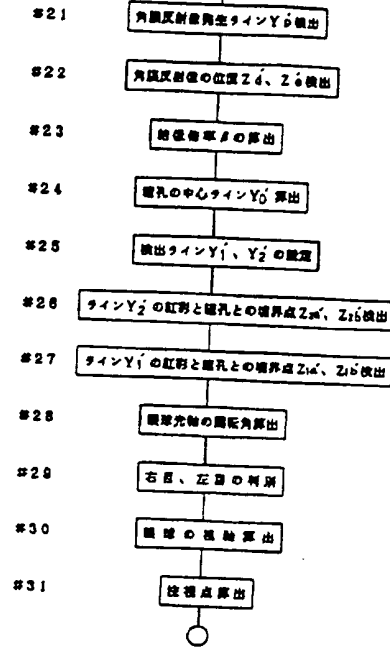 #21 角膜反射像発生ラインYp'検出
#22 角膜反射像の位置Zd'、Ze'検出
#23 結像倍率βの算出
#24 瞳孔の中心ラインY0'算出
#25 検出ラインY1'、Y2'の設定
#26 ラインY2'の虹彩と瞳孔との境界点Z2a'、Z2b'検出
#27 ラインY1'の虹彩と瞳孔との境界点Z1a'、Z1b'検出
#28 眼球光軸の回転角算出
#29 右目、左目の判別
#30 眼球の視軸算出
#31 注視点算出